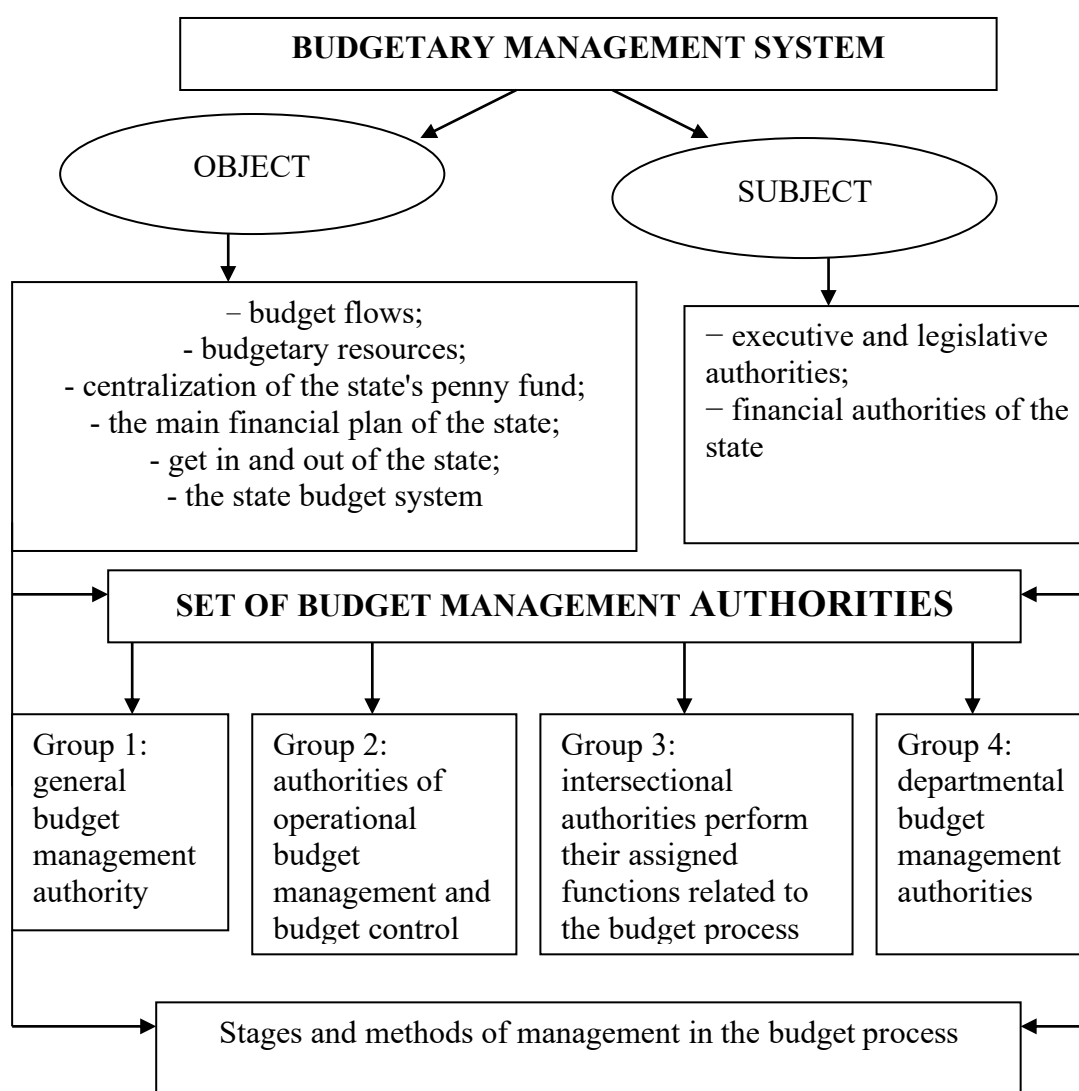 BUDGETARY MANAGEMENT SYSTEM
OBJECT
SUBJECT
− budget flows;
- budgetary resources;
- centralization of the state's penny fund;
- the main financial plan of the state;
- get in and out of the state;
- the state budget system
− executive and legislative
authorities;
− financial authorities of the
state
SET OF BUDGET MANAGEMENT AUTHORITIES
Group 1:
general
budget
management
authority
Group 2:
authorities of
operational
budget
management and
budget control
Group 3:
intersectional
authorities perform
their assigned
functions related to
the budget process
Group 4:
departmental
budget
management
authorities
Stages and methods of management in the budget process